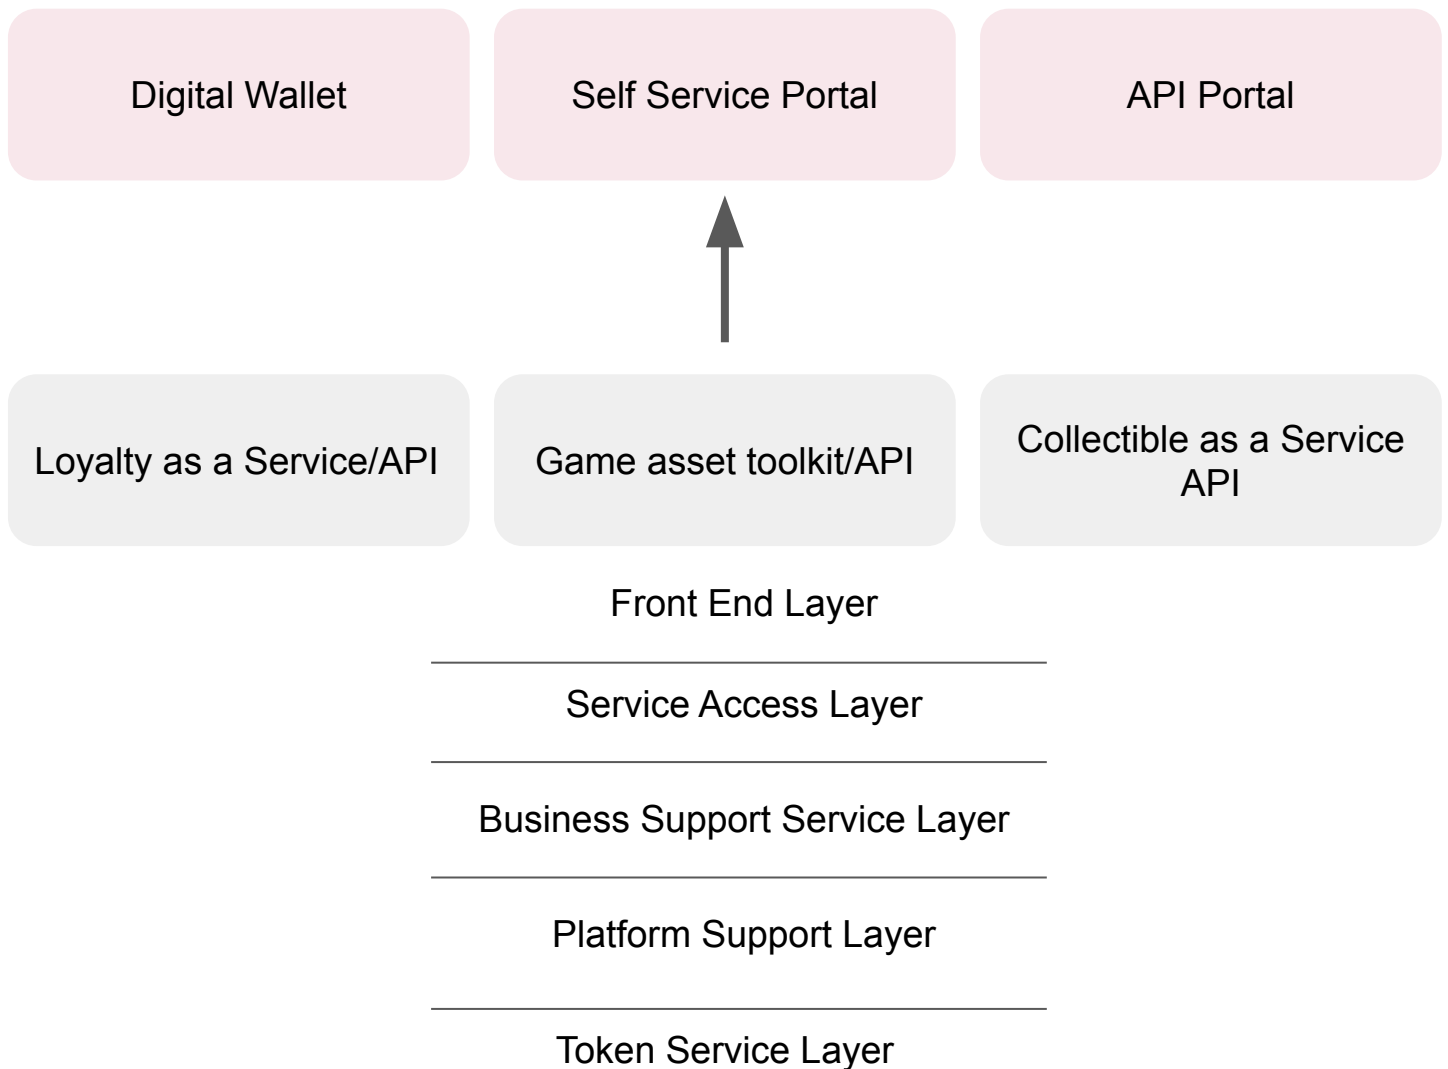 Digital Wallet
Self Service Portal
API Portal
Loyalty as a Service/API
Game asset toolkit/API
Collectible as a Service
API
Front End Layer
Service Access Layer
Business Support Service Layer
Platform Support Layer
Token Service Layer